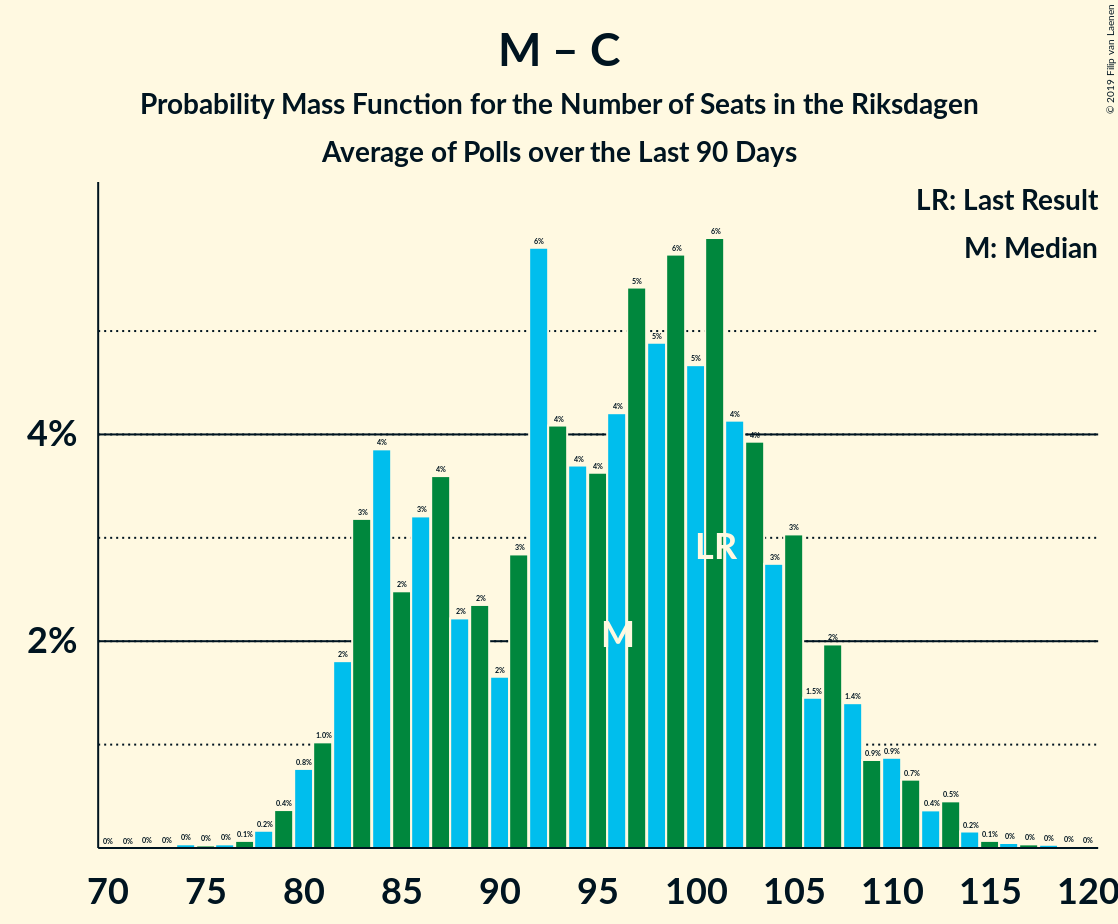 M – C
Probability Mass Function for the Number of Seats in the Riksdagen
Average of Polls over the Last 90 Days
© 2019 Filip van Laenen
LR: Last Result
M: Median
4%
2%
0% 0% 0% 0% 0% 0% 0% 0.1% 0.2% 0.4% 0.8% 1.0% 2% 3% 4% 2% 3% 4% 2% 2% 2% 3% 6% 4% 4% 4% 4% 5% 5% 6% 5% 6% 4% 4% 3% 3% 1.5% 2% 1.4% 0.9% 0.9% 0.7% 0.4% 0.5% 0.2% 0.1% 0% 0% 0% 0% 0%
LR
M
70 75 80 85 90 95 100 105 110 115 120